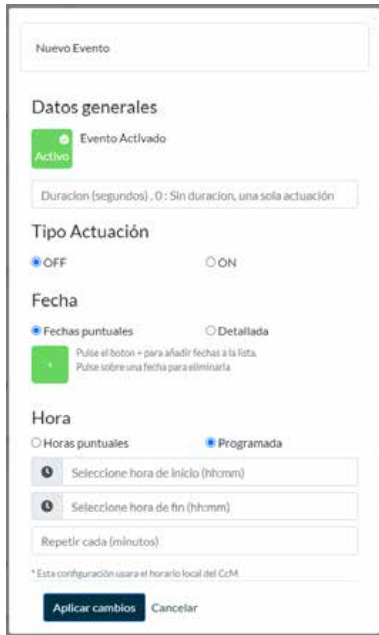 Nuevo Evento
Datos generales
Evento Activado
Activo
Duracion (segundos) . 0 : Sin duracion, una sola actuación
Tipo Actuación
OFF ON
Fecha
Fechas puntuales Detallada
+ Pulse el boton + para añadir fechas a la lista.
Pulse sobre una fecha para eliminarla
Hora
Horas puntuales Programada
Seleccione hora de inicio (hh:mm)
Seleccione hora de fin (hh:mm)
Repetir cada (minutos)
* Esta configuración usara el horario local del CcM
Aplicar cambios Cancelar